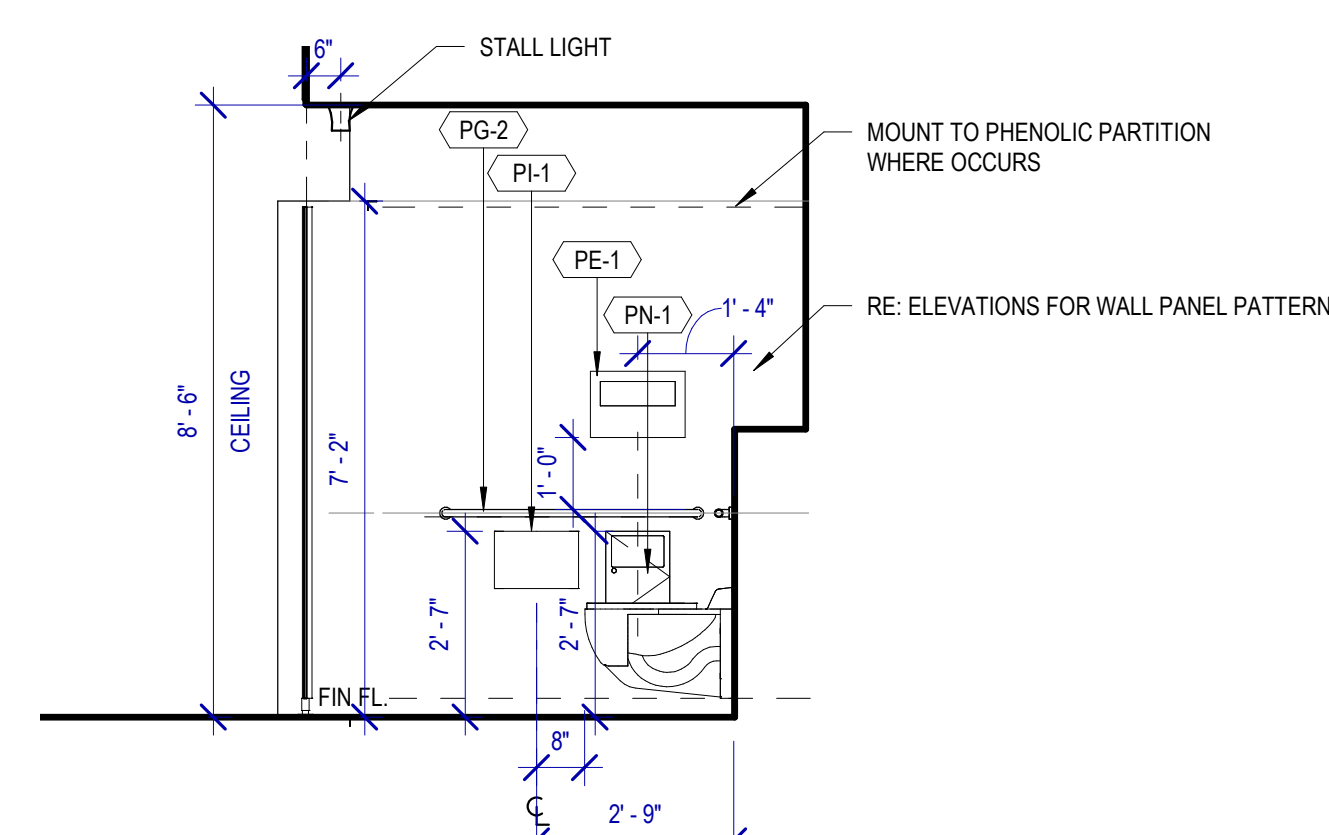 6"
STALL LIGHT
PG-2
MOUNT TO PHENOLIC PARTITION
WHERE OCCURS
PI-1
PE-1
PN-1
1' - 4"
RE: ELEVATIONS FOR WALL PANEL PATTERN
8' - 6"
CEILING
7' - 2"
1' - 0"
2' - 7"
2' - 7"
FIN FL.
8"
℄
2' - 9"